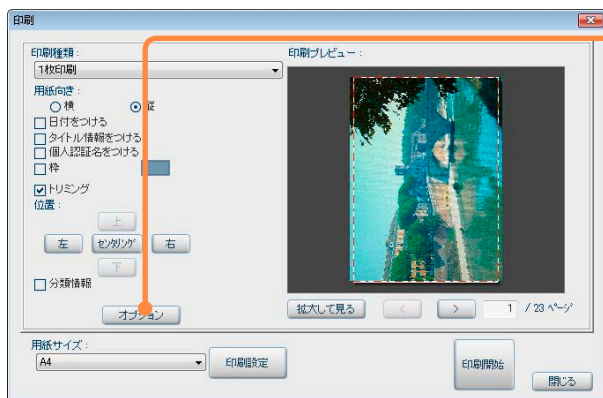 印刷
印刷種類：
1枚印刷
用紙向き：
横 縦
日付をつける
タイトル情報をつける
個人認証名をつける
枠
トリミング
位置：
上
左 センタリング 右
下
分類情報
オプション
印刷プレビュー：
拡大して見る < > 1 / 23 ページ
用紙サイズ：
A4 印刷設定 印刷開始 閉じる